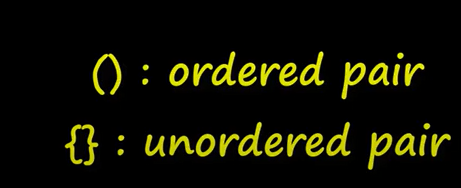 () : ordered pair
{} : unordered pair